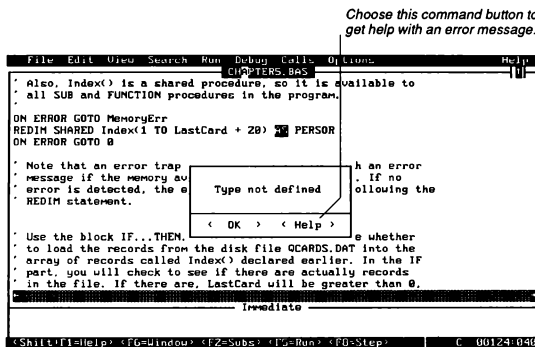 Choose this command button to
get help with an error message.
File Edit View Search Run Debug Calls Options Help
CHAPTER5.BAS
' Also, Index() is a shared procedure, so it is available to
' all SUB and FUNCTION procedures in the program.
'
ON ERROR GOTO MemoryErr
REDIM SHARED Index(1 TO LastCard + 20) AS PERSOR
ON ERROR GOTO 0
' Note that an error trap h an error
' message if the memory av . If no
' error is detected, the e ollowing the
' REDIM statement.
Type not defined
< OK > < Help >
' Use the block IF...THEN. e whether
' to load the records from the disk file QCARDS.DAT into the
' array of records called Index() declared earlier. In the IF
' part, you will check to see if there are actually records
' in the file. If there are, LastCard will be greater than 0,
Immediate
<Shift+F1=Help> <F6=Window> <F2=Subs> <F5=Run> <F8=Step> C 00124:040